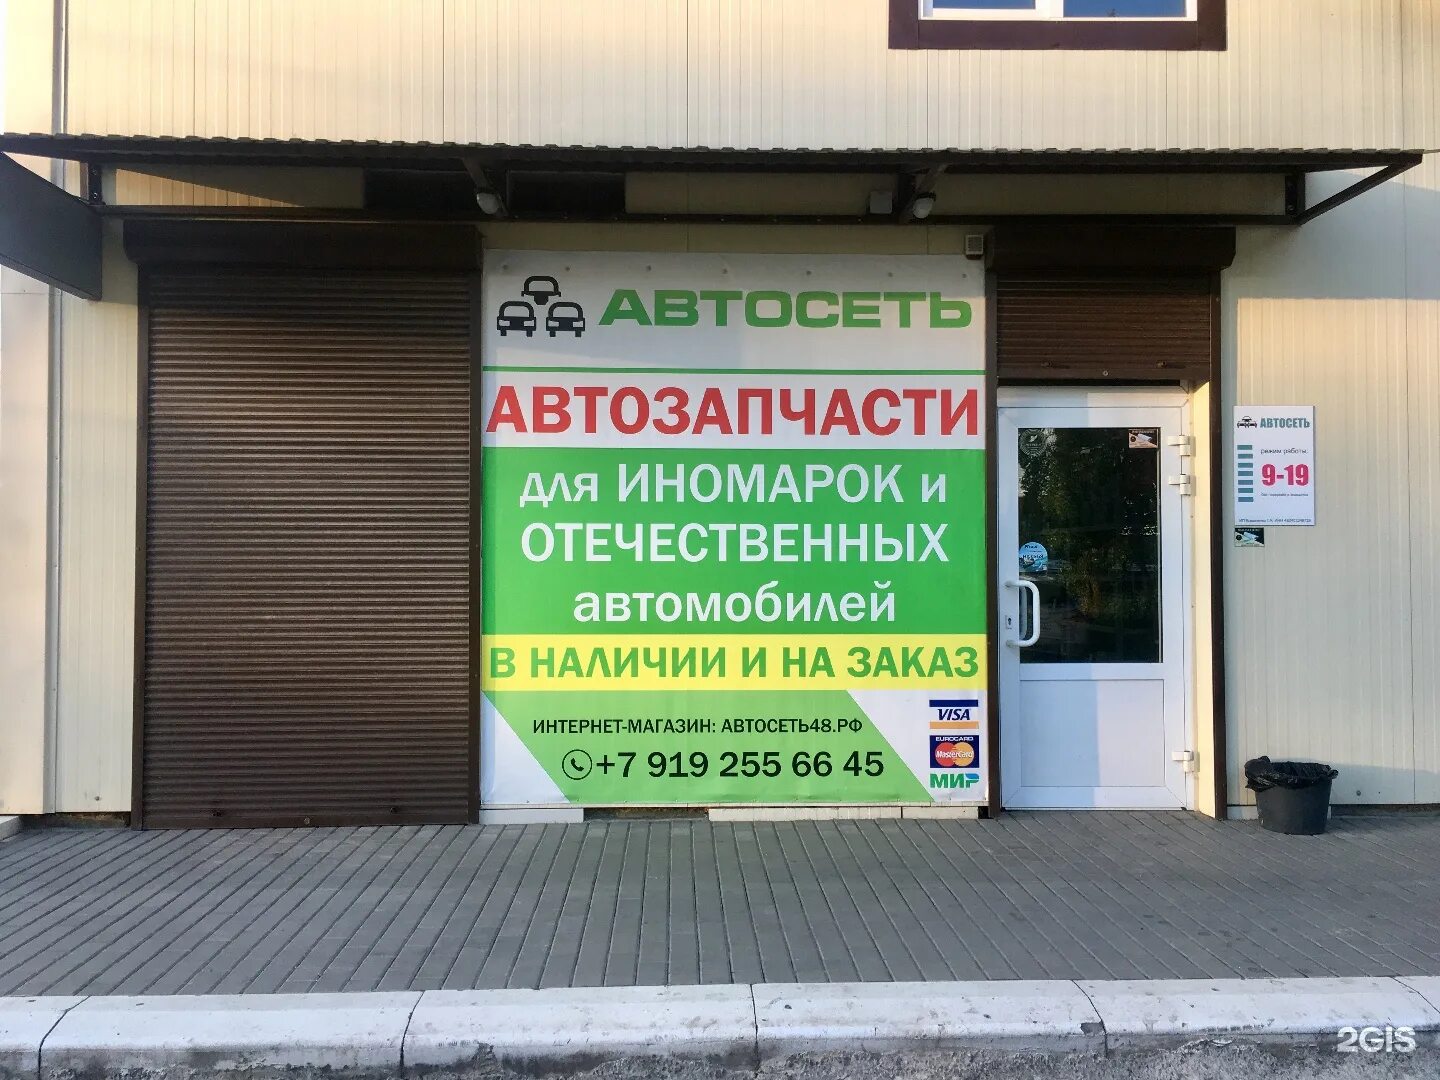 АВТОСЕТЬ
АВТОЗАПЧАСТИ
для ИНОМАРОК и
ОТЕЧЕСТВЕННЫХ
автомобилей
В НАЛИЧИИ И НА ЗАКАЗ
ИНТЕРНЕТ-МАГАЗИН: АВТОСЕТЬ48.РФ
+7 919 255 66 45
VISA
EUROCARD
MasterCard
МИР
АВТОСЕТЬ
режим работы:
9-19
2GIS